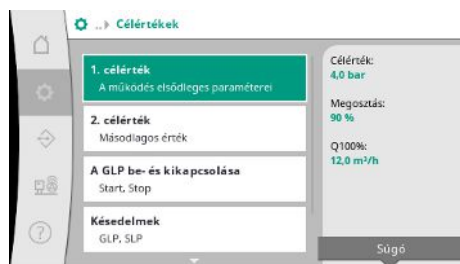 ..▸ Célértékek
1. célérték
A működés elsődleges paraméterei
2. célérték
Másodlagos érték
A GLP be- és kikapcsolása
Start, Stop
Késedelmek
GLP, SLP
Célérték:
4,0 bar
Megosztás:
90 %
Q100%:
12,0 m³/h
Súgó